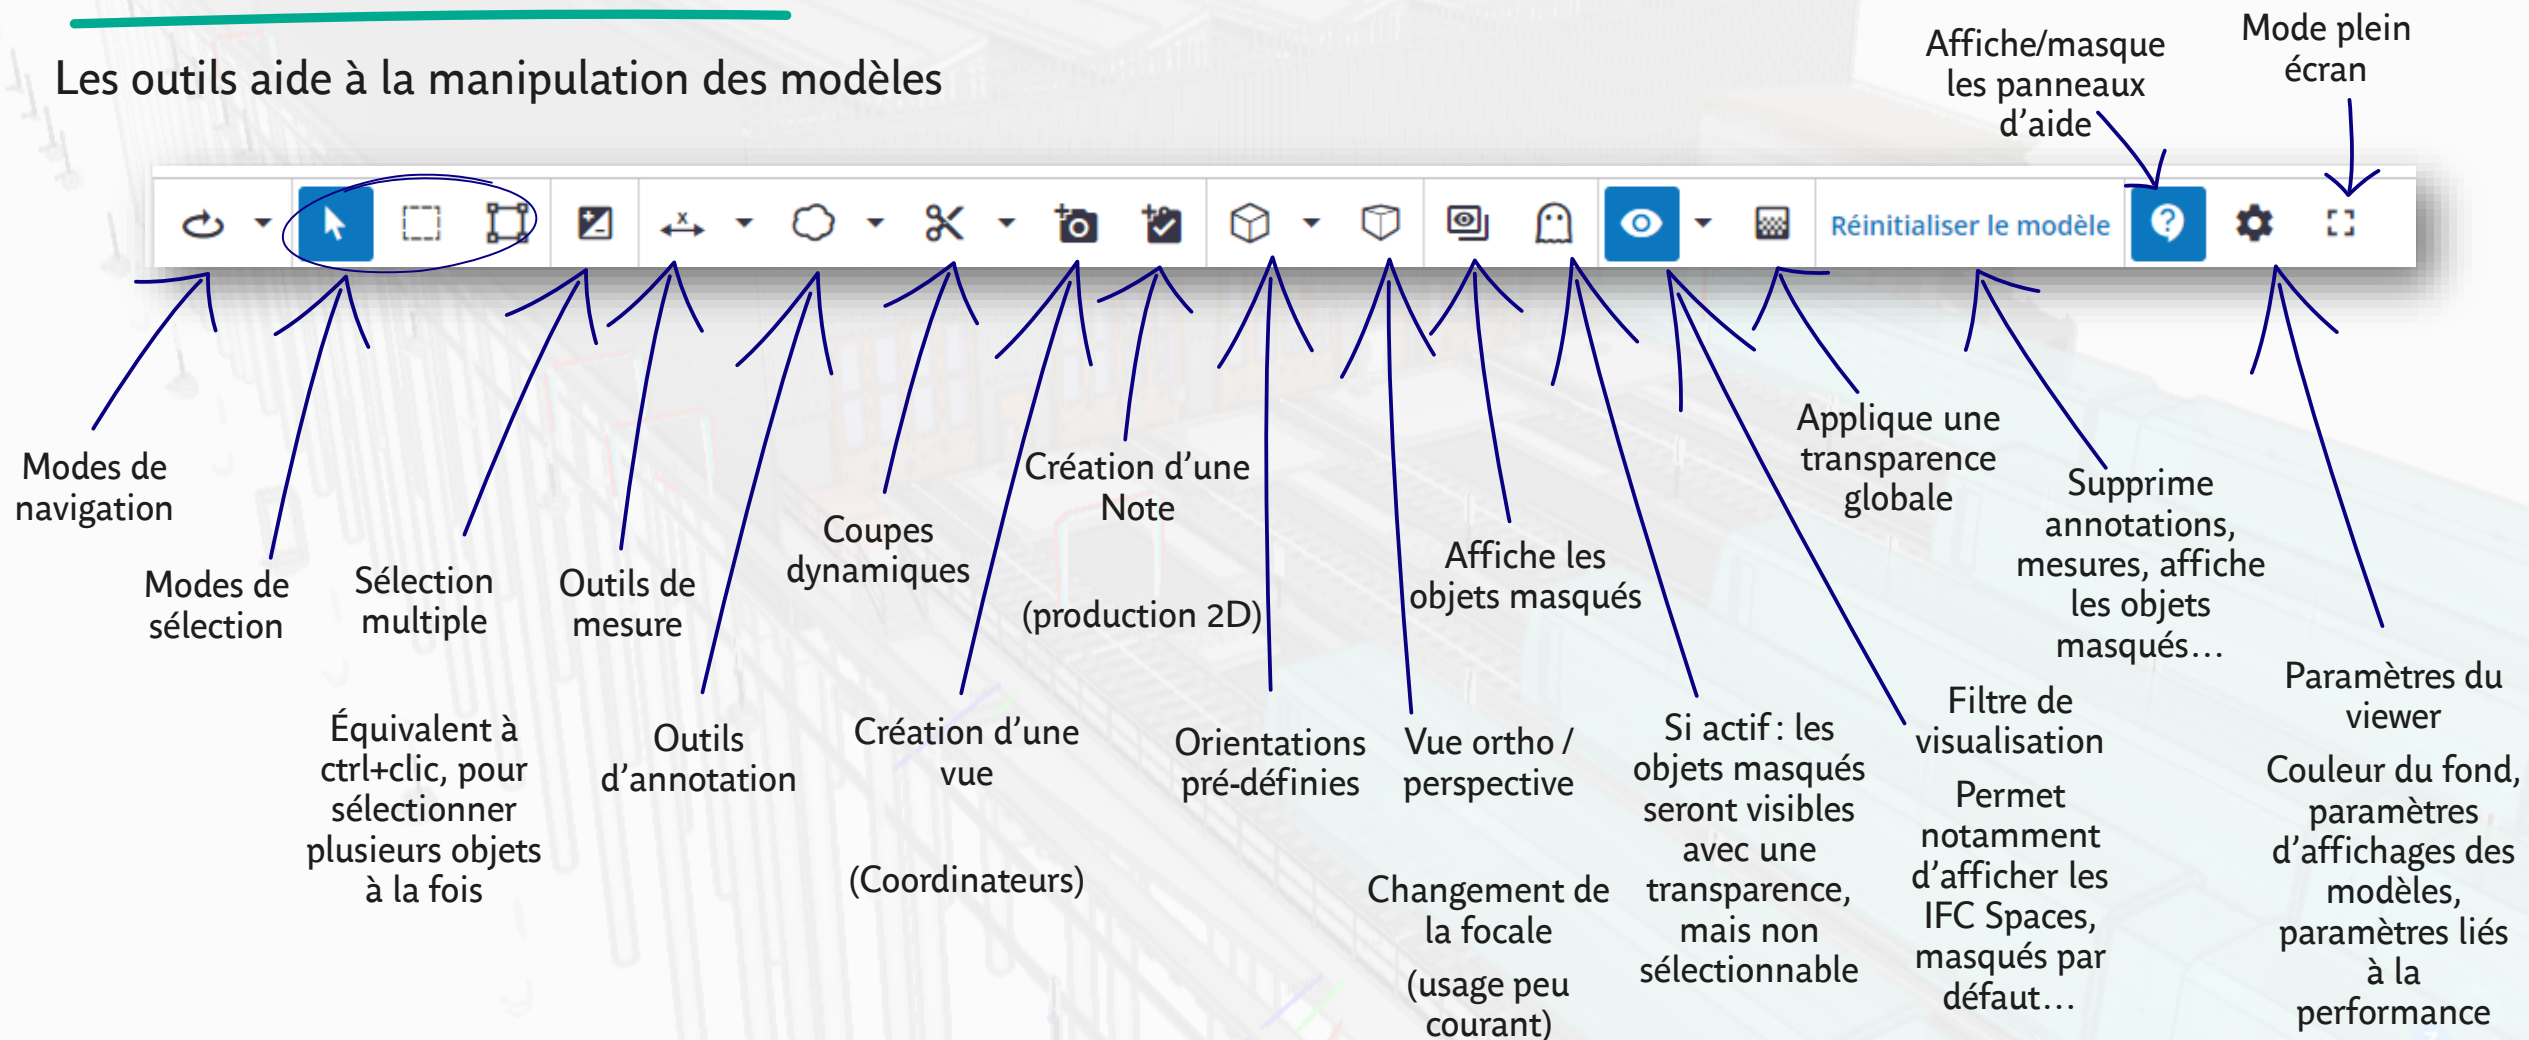 Les outils aide à la manipulation des modèles
Affiche/masque
les panneaux
d'aide
Mode plein
écran
Réinitialiser le modèle
Modes de
navigation
Modes de
sélection
Sélection
multiple
Équivalent à
ctrl+clic, pour
sélectionner
plusieurs objets
à la fois
Outils de
mesure
Outils
d'annotation
Coupes
dynamiques
Création d'une
vue
(Coordinateurs)
Création d'une
Note
(production 2D)
Orientations
pré-définies
Vue ortho /
perspective
Changement de
la focale
(usage peu
courant)
Affiche les
objets masqués
Si actif : les
objets masqués
seront visibles
avec une
transparence,
mais non
sélectionnable
Applique une
transparence
globale
Filtre de
visualisation
Permet
notamment
d'afficher les
IFC Spaces,
masqués par
défaut…
Supprime
annotations,
mesures, affiche
les objets
masqués…
Paramètres du
viewer
Couleur du fond,
paramètres
d'affichages des
modèles,
paramètres liés
à la
performance